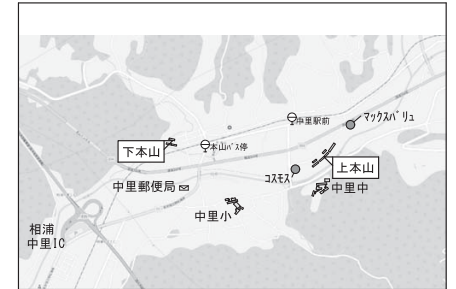 中里駅前
マックスバリュ
下本山
本山バス停
上本山
コスモス
中里郵便局
中里中
中里小
相浦
中里IC